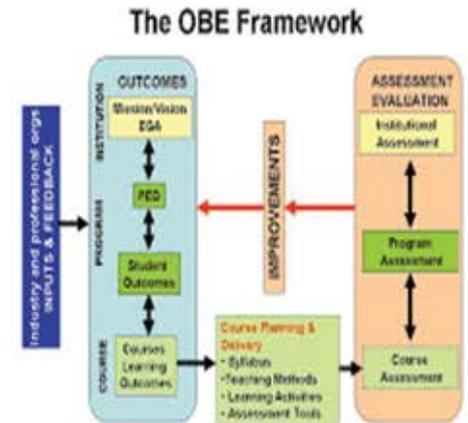 The OBE Framework
Industry and professional orgs
INPUTS & FEEDBACK
INSTITUTION
PROGRAM
COURSE
OUTCOMES
Mission/Vision
EGA
PEO
Student
Outcomes
Courses
Learning
Outcomes
IMPROVEMENTS
Course Planning &
Delivery
• Syllabus
• Teaching Methods
• Learning Activities
• Assessment Tools
ASSESSMENT
EVALUATION
Institutional
Assessment
Program
Assessment
Course
Assessment